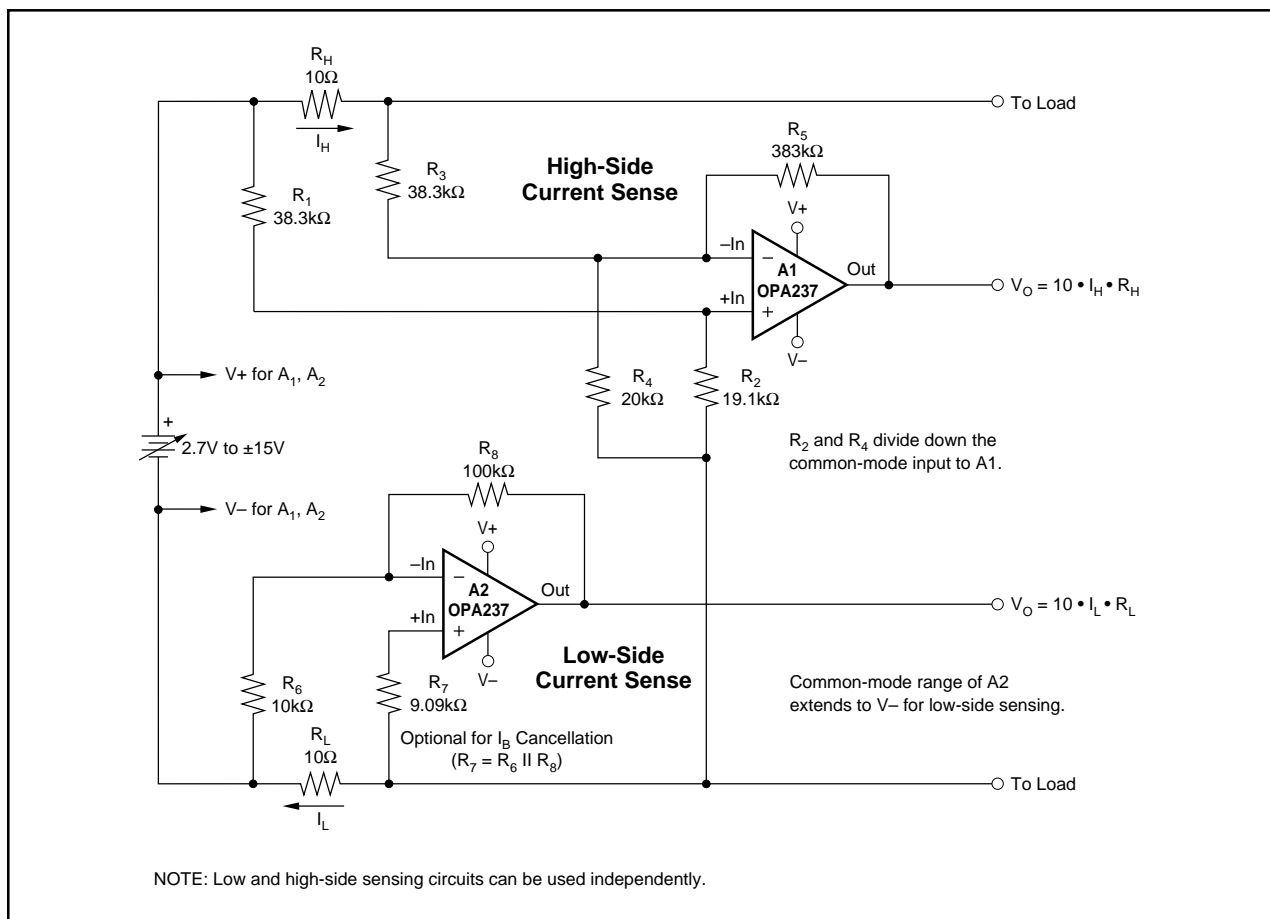 R_H
10Ω
I_H
To Load
R_5
383kΩ
R_3
38.3kΩ
High-Side
Current Sense
R_1
38.3kΩ
V+
–In
–
A1
OPA237
Out
+In
+
V–
V_O = 10 • I_H • R_H
V+ for A_1, A_2
R_4
20kΩ
R_2
19.1kΩ
+
2.7V to ±15V
R_2 and R_4 divide down the
common-mode input to A1.
R_8
100kΩ
V– for A_1, A_2
V+
–In
–
A2
OPA237
Out
+In
+
V–
V_O = 10 • I_L • R_L
Low-Side
Current Sense
R_6
10kΩ
R_7
9.09kΩ
Common-mode range of A2
extends to V– for low-side sensing.
R_L
10Ω
Optional for I_B Cancellation
(R_7 = R_6 II R_8)
I_L
To Load
NOTE: Low and high-side sensing circuits can be used independently.